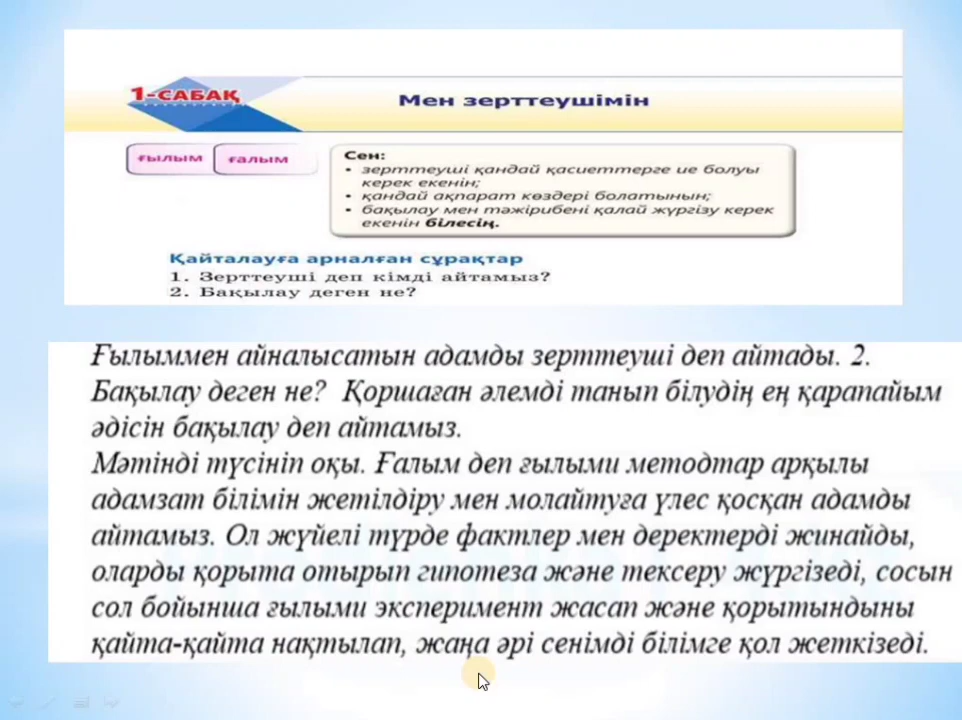 1-САБАҚ
Мен зерттеушімін
ғылым
ғалым
Сен:
• зерттеуші қандай қасиеттерге ие болуы
керек екенін;
• қандай ақпарат көздері болатынын;
• бақылау мен тәжірибені қалай жүргізу керек
екенін білесің.
Қайталауға арналған сұрақтар
1. Зерттеуші деп кімді айтамыз?
2. Бақылау деген не?
Ғылыммен айналысатын адамды зерттеуші деп айтады. 2.
Бақылау деген не? Қоршаған әлемді танып білудің ең қарапайым
әдісін бақылау деп айтамыз.
Мәтінді түсініп оқы. Ғалым деп ғылыми методтар арқылы
адамзат білімін жетілдіру мен молайтуға үлес қосқан адамды
айтамыз. Ол жүйелі түрде фактлер мен деректерді жинайды,
оларды қорыта отырып гипотеза және тексеру жүргізеді, сосын
сол бойынша ғылыми эксперимент жасап және қорытындыны
қайта-қайта нақтылап, жаңа әрі сенімді білімге қол жеткізеді.